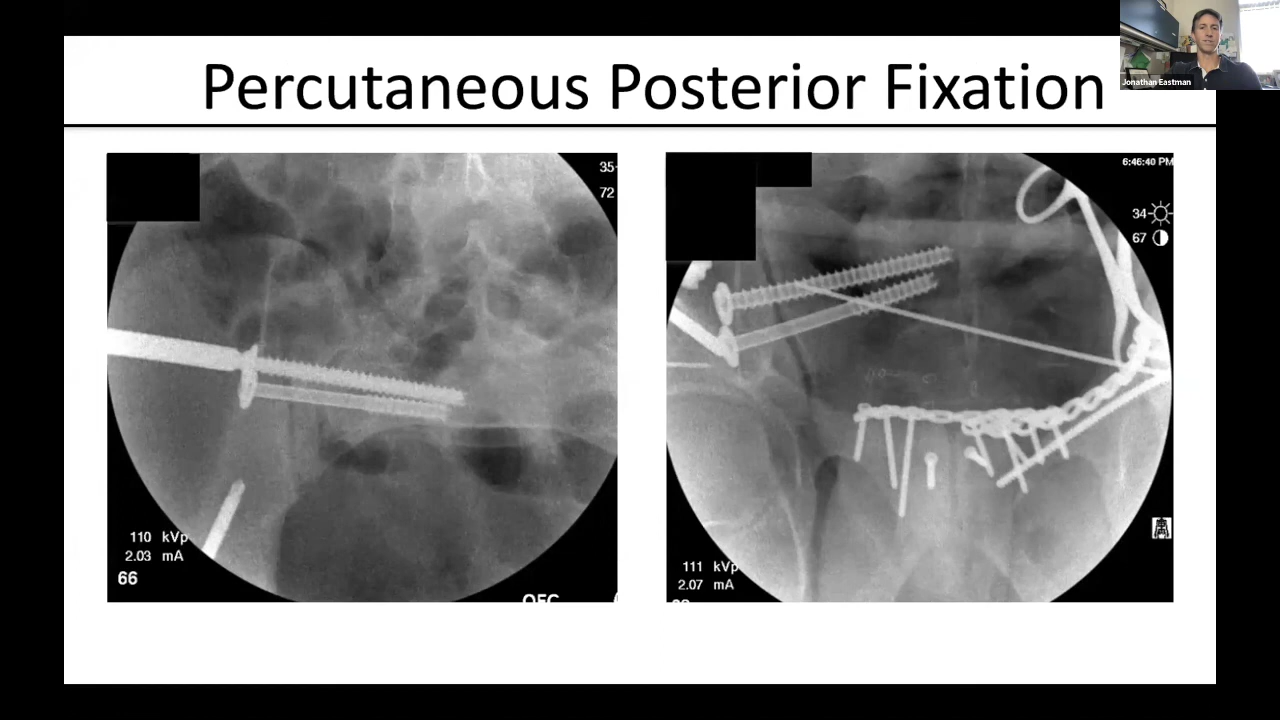 Percutaneous Posterior Fixation
Jonathan Eastman
35
72
110 kVp
2.03 mA
66
6:46:40 PM
34
67
111 kVp
2.07 mA